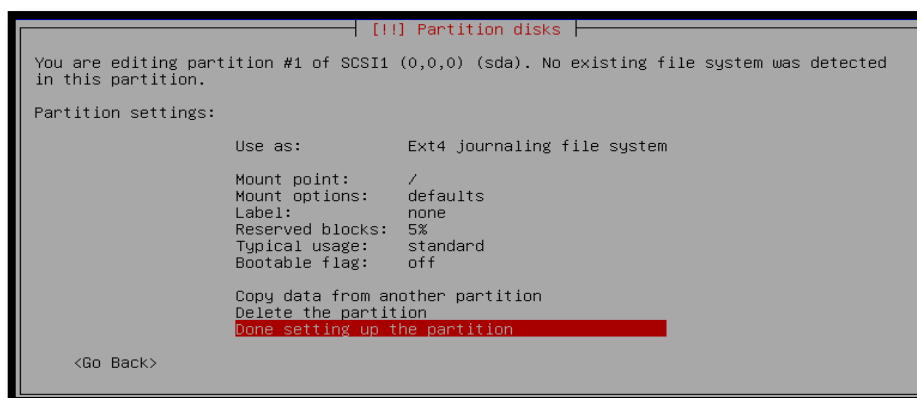 [!!] Partition disks
You are editing partition #1 of SCSI1 (0,0,0) (sda). No existing file system was detected
in this partition.
Partition settings:
Use as: Ext4 journaling file system
Mount point: /
Mount options: defaults
Label: none
Reserved blocks: 5%
Typical usage: standard
Bootable flag: off
Copy data from another partition
Delete the partition
Done setting up the partition
<Go Back>